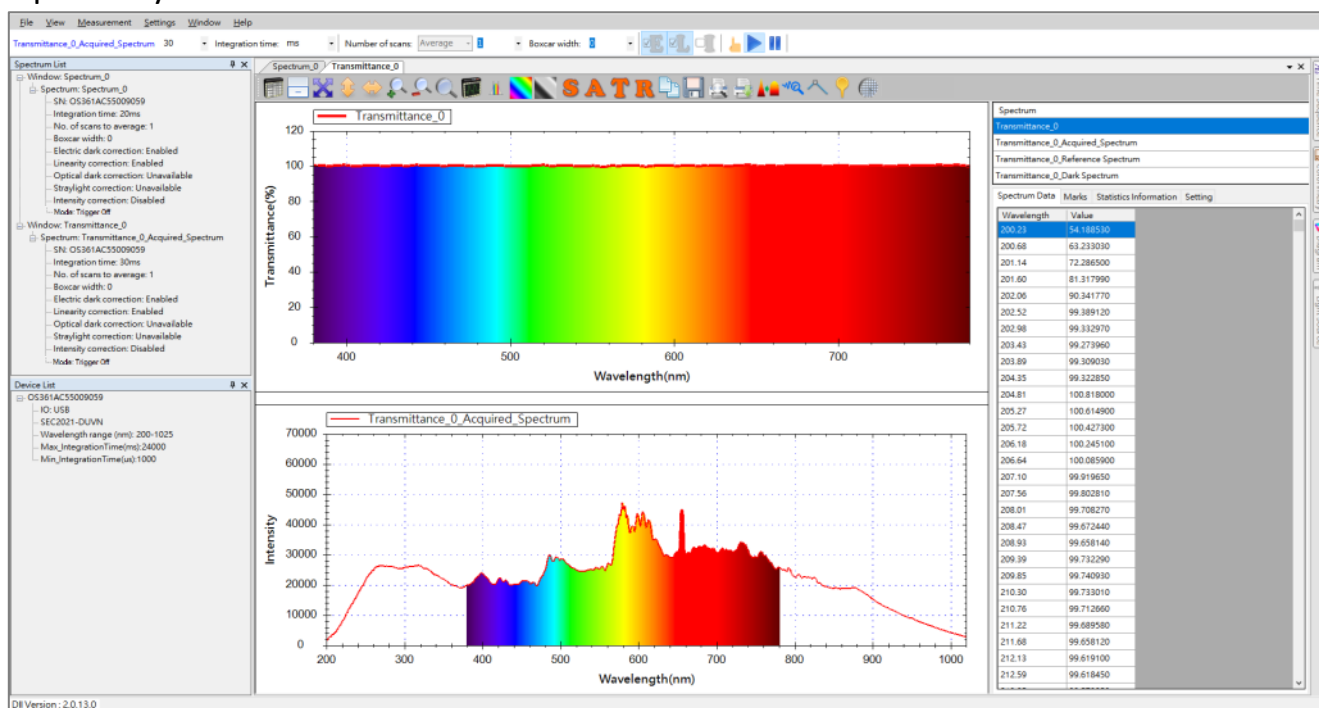 File View Measurement Settings Window Help
Transmittance_0_Acquired_Spectrum 30 Integration time: ms Number of scans: Average 1 Boxcar width: 0
Spectrum List
Window: Spectrum_0
Spectrum: Spectrum_0
SN: OS361AC55009059
Integration time: 20ms
No. of scans to average: 1
Boxcar width: 0
Electric dark correction: Enabled
Linearity correction: Enabled
Optical dark correction: Unavailable
Straylight correction: Unavailable
Intensity correction: Disabled
Mode: Trigger Off
Window: Transmittance_0
Spectrum: Transmittance_0_Acquired_Spectrum
SN: OS361AC55009059
Integration time: 30ms
No. of scans to average: 1
Boxcar width: 0
Electric dark correction: Enabled
Linearity correction: Enabled
Optical dark correction: Unavailable
Straylight correction: Unavailable
Intensity correction: Disabled
Mode: Trigger Off
Device List
OS361AC55009059
IO: USB
SEC2021-DUVN
Wavelength range (nm): 200-1025
Max_IntegrationTime(ms):24000
Min_IntegrationTime(us):1000
Dll Version : 2.0.13.0
Spectrum_0 Transmittance_0
S A T R
Transmittance_0
Transmittance(%)
120
100
80
60
40
20
0
400 500 600 700
Wavelength(nm)
Transmittance_0_Acquired_Spectrum
Intensity
70000
60000
50000
40000
30000
20000
10000
0
200 300 400 500 600 700 800 900 1000
Wavelength(nm)
Spectrum
Transmittance_0
Transmittance_0_Acquired_Spectrum
Transmittance_0_Reference Spectrum
Transmittance_0_Dark Spectrum
Spectrum Data Marks Statistics Information Setting
Wavelength Value
200.23 54.188530
200.68 63.233030
201.14 72.286500
201.60 81.317990
202.06 90.341770
202.52 99.389120
202.98 99.332970
203.43 99.273960
203.89 99.309030
204.35 99.322850
204.81 100.818000
205.27 100.614900
205.72 100.427300
206.18 100.245100
206.64 100.085900
207.10 99.919650
207.56 99.802810
208.01 99.708270
208.47 99.672440
208.93 99.658140
209.39 99.732290
209.85 99.740930
210.30 99.733010
210.76 99.712660
211.22 99.689580
211.68 99.658120
212.13 99.619100
212.59 99.618450